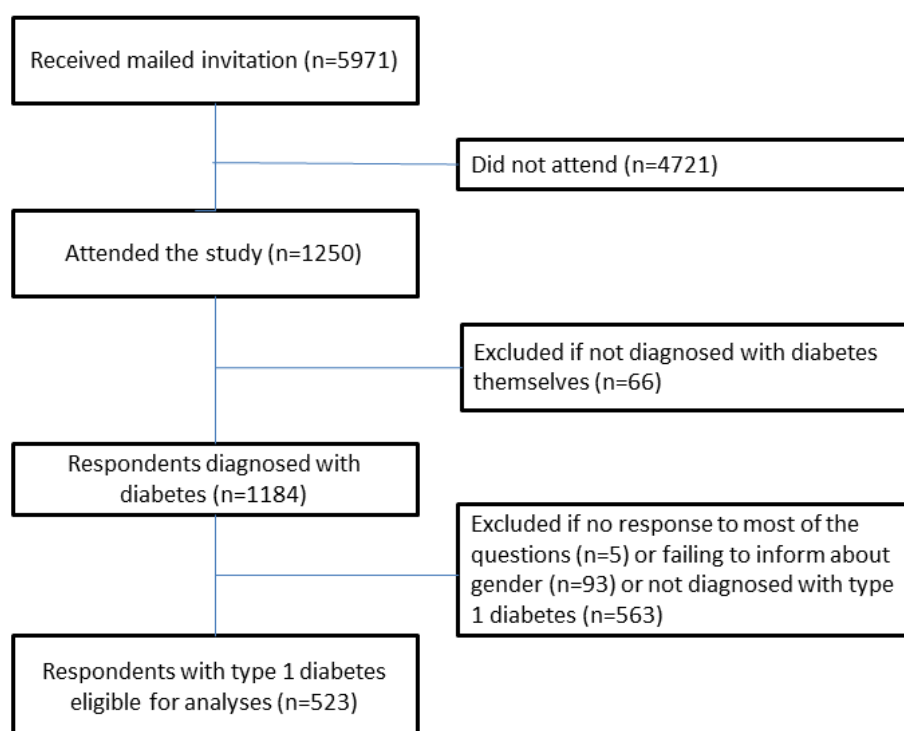 Received mailed invitation (n=5971)
Did not attend (n=4721)
Attended the study (n=1250)
Excluded if not diagnosed with diabetes
themselves (n=66)
Respondents diagnosed with
diabetes (n=1184)
Excluded if no response to most of the
questions (n=5) or failing to inform about
gender (n=93) or not diagnosed with type
1 diabetes (n=563)
Respondents with type 1 diabetes
eligible for analyses (n=523)